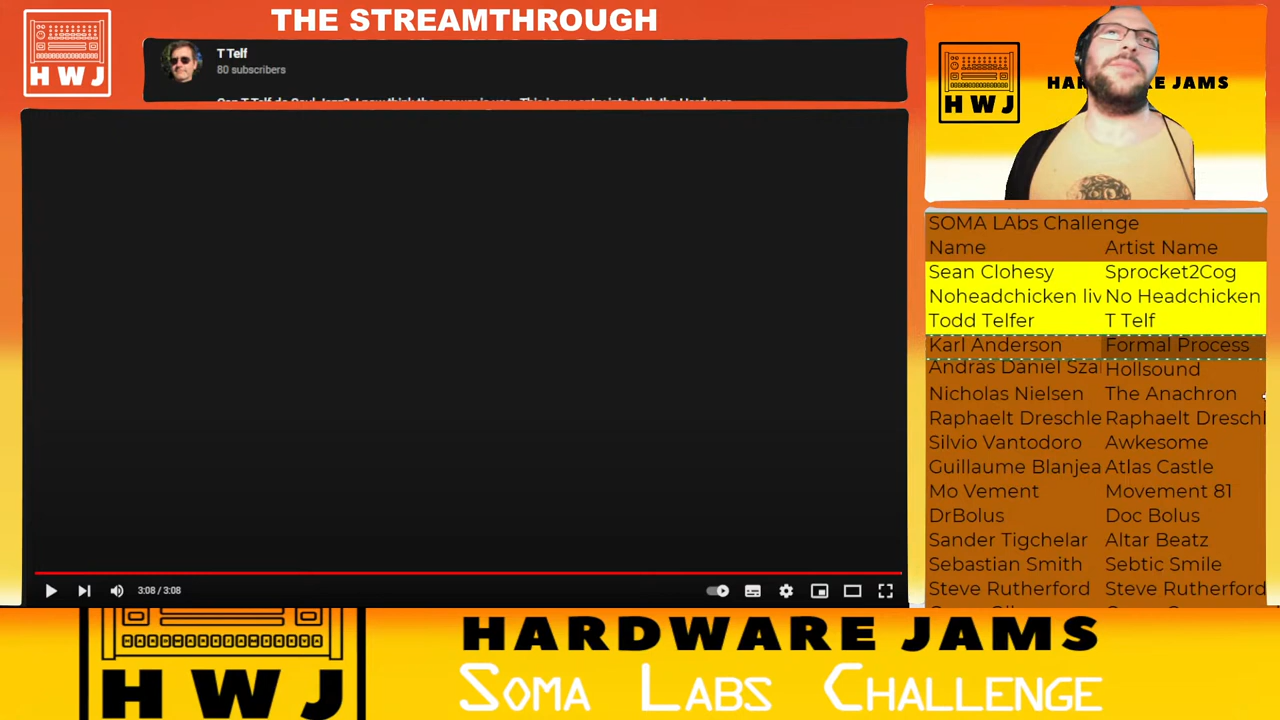 THE STREAMTHROUGH
HWJ
T Telf
80 subscribers
HWJ
HAR JAMS
SOMA LAbs Challenge
Name Artist Name
Sean Clohesy Sprocket2Cog
Noheadchicken liv No Headchicken
Todd Telfer T Telf
Karl Anderson Formal Process
Andras Daniel Sza Hollsound
Nicholas Nielsen The Anachron
Raphaelt Dreschle Raphaelt Dreschl
Silvio Vantodoro Awkesome
Guillaume Blanjea Atlas Castle
Mo Vement Movement 81
DrBolus Doc Bolus
Sander Tigchelar Altar Beatz
Sebastian Smith Sebtic Smile
Steve Rutherford Steve Rutherford
3:08 / 3:08
HWJ
HARDWARE JAMS
SOMA LABS CHALLENGE